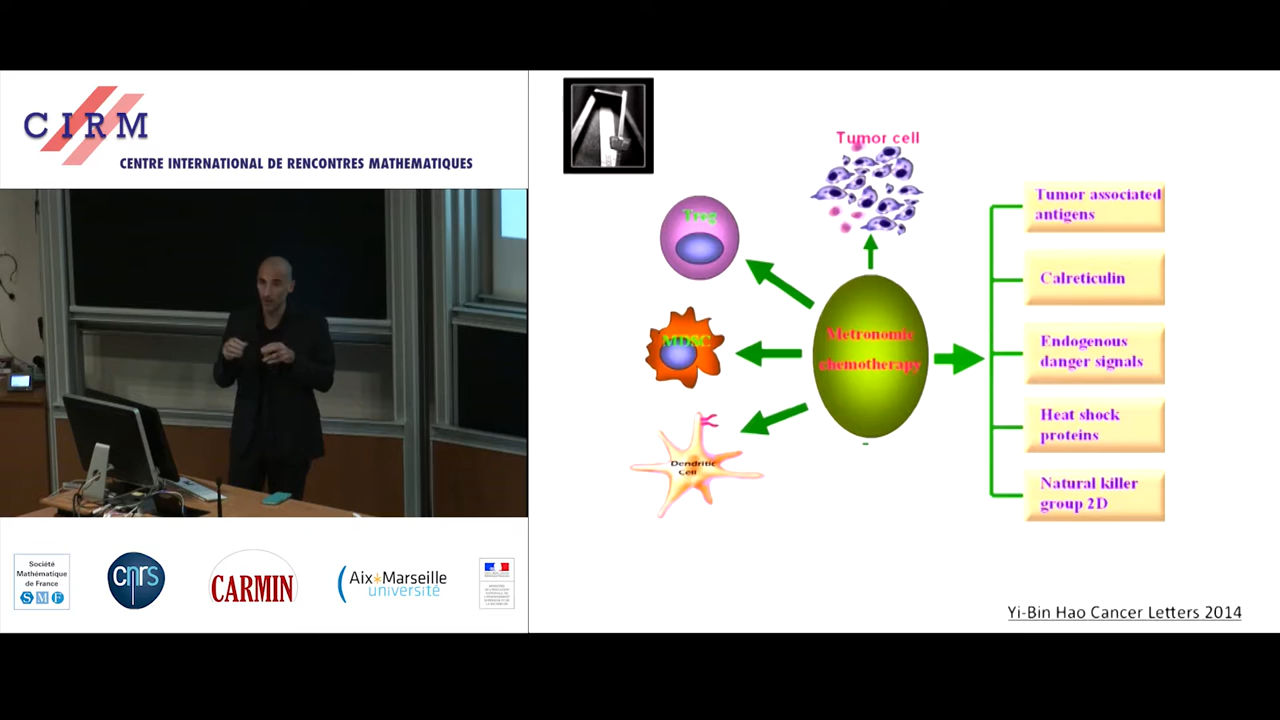 CIRM
CENTRE INTERNATIONAL DE RENCONTRES MATHEMATIQUES
Tumor cell
Treg
MDSC
Dendritic
Cell
Metronomic
chemotherapy
Tumor associated
antigens
Calreticulin
Endogenous
danger signals
Heat shock
proteins
Natural killer
group 2D
Société
Mathématique
de France
SMF
cnrs
CARMIN
Aix*Marseille
université
Yi-Bin Hao Cancer Letters 2014